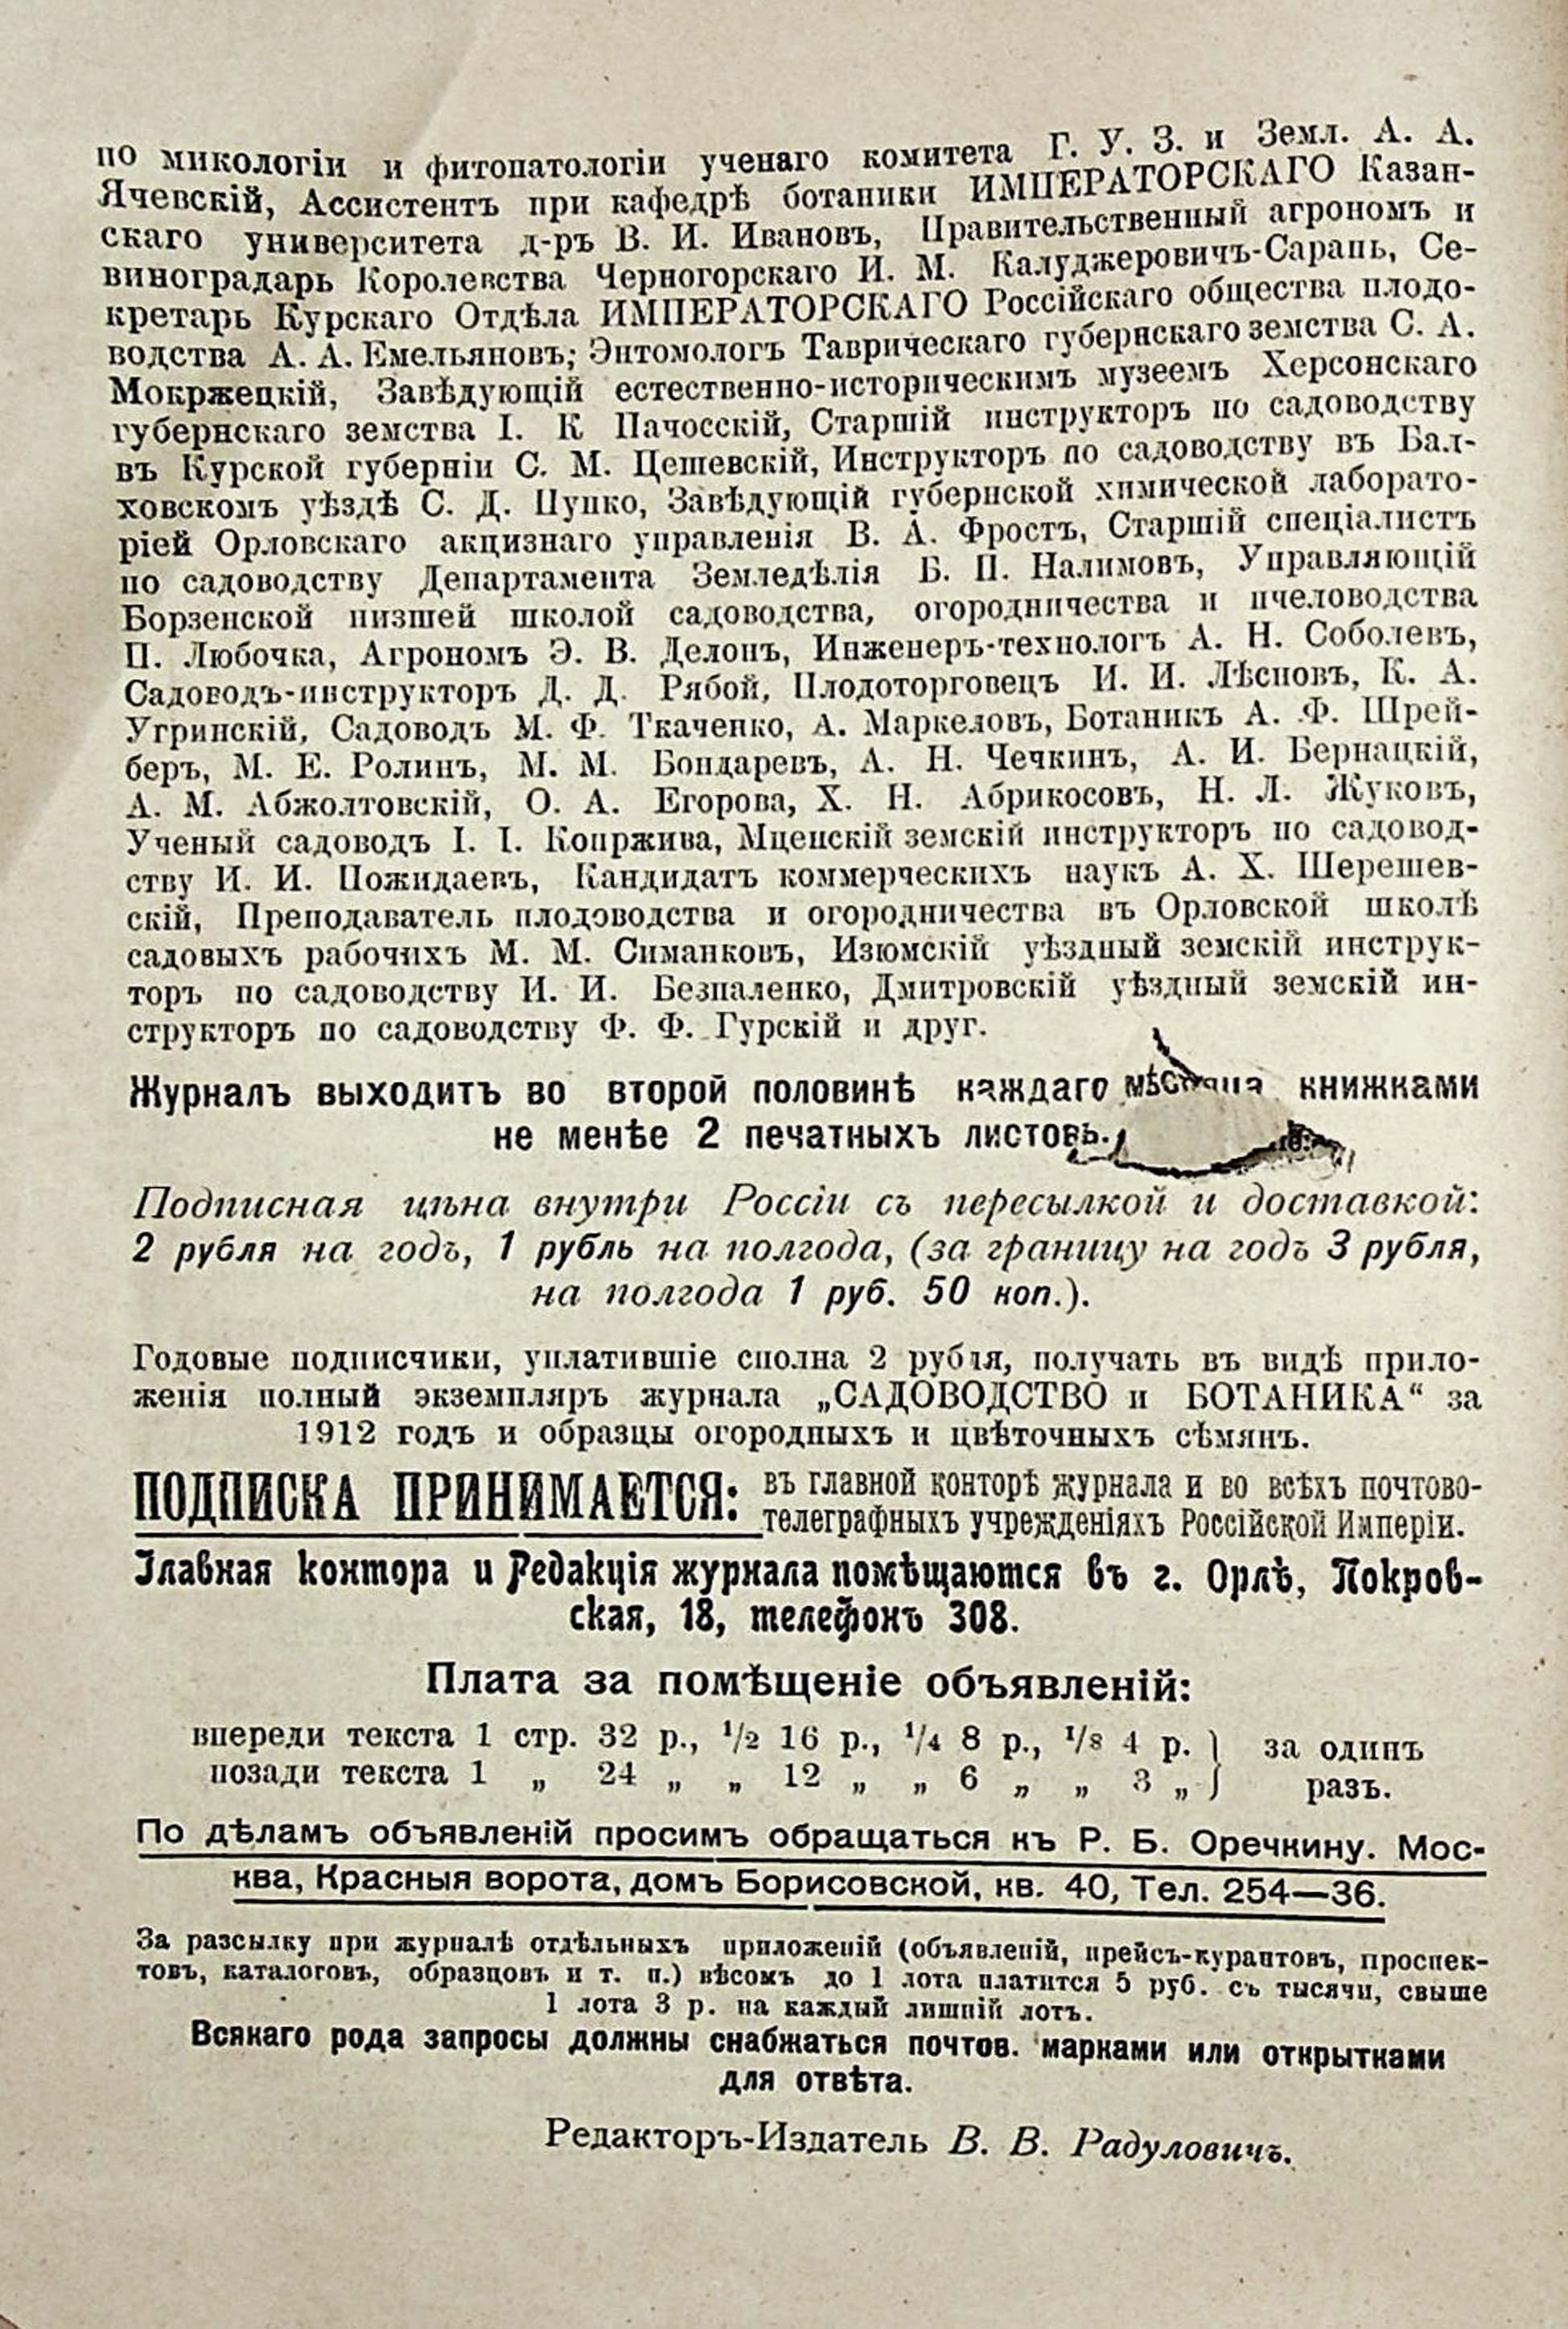 по микологіи и фитопатологіи ученаго комитета Г. У. З. и Земл. А. А.
Ячевскій, Ассистентъ при кафедрѣ ботаники ИМПЕРАТОРСКАГО Казан-
скаго университета д-ръ В. И. Ивановъ, Правительственный агрономъ и
виноградарь Королевства Черногорскаго И. М. Калуджеровичъ-Сарапь, Се-
кретарь Курскаго Отдѣла ИМПЕРАТОРСКАГО Россійскаго общества плодо-
водства А. А. Емельяновъ; Энтомологъ Таврическаго губернскаго земства С. А.
Мокржецкій, Завѣдующій естественно-историческимъ музеемъ Херсонскаго
губернскаго земства І. К Пачосскій, Старшій инструкторъ по садоводству
въ Курской губерніи С. М. Цешевскій, Инструкторъ по садоводству въ Бал-
ховскомъ уѣздѣ С. Д. Пупко, Завѣдующій губернской химической лаборато-
ріей Орловскаго акцизнаго управленія В. А. Фростъ, Старшій спеціалистъ
по садоводству Департамента Земледѣлія Б. П. Налимовъ, Управляющій
Борзенской низшей школой садоводства, огородничества и пчеловодства
П. Любочка, Агрономъ Э. В. Делонъ, Инженеръ-технологъ А. Н. Соболевъ,
Садоводъ-инструкторъ Д. Д. Рябой, Плодоторговецъ И. И. Лѣсновъ, К. А.
Угринскій, Садоводъ М. Ф. Ткаченко, А. Маркеловъ, Ботаникъ А. Ф. Шрей-
беръ, М. Е. Ролинъ, М. М. Бондаревъ, А. Н. Чечкинъ, А. И. Бернацкій,
А. М. Абжолтовскій, О. А. Егорова, Х. Н. Абрикосовъ, Н. Л. Жуковъ,
Ученый садоводъ І. І. Копржива, Мценскій земскій инструкторъ по садовод-
ству И. И. Пожидаевъ, Кандидатъ коммерческихъ наукъ А. Х. Шерешев-
скій, Преподаватель плодоводства и огородничества въ Орловской школѣ
садовыхъ рабочихъ М. М. Симанковъ, Изюмскій уѣздный земскій инструк-
торъ по садоводству И. И. Безпаленко, Дмитровскій уѣздный земскій ин-
структоръ по садоводству Ф. Ф. Гурскій и друг.
Журналъ выходитъ во второй половинѣ каждаго мѣсяца книжками
не менѣе 2 печатныхъ листовъ.
Подписная цѣна внутри Россіи съ пересылкой и доставкой:
2 рубля на годъ, 1 рубль на полгода, (за границу на годъ 3 рубля,
на полгода 1 руб. 50 коп.).
Годовые подписчики, уплатившіе сполна 2 рубля, получать въ видѣ прило-
женія полный экземпляръ журнала „САДОВОДСТВО и БОТАНИКА“ за
1912 годъ и образцы огородныхъ и цвѣточныхъ сѣмянъ.
ПОДПИСКА ПРИНИМАЕТСЯ: въ главной конторѣ журнала и во всѣхъ почтово-
телеграфныхъ учрежденіяхъ Россійской Имперіи.
Главная контора и Редакція журнала помѣщаются въ г. Орлѣ, Покров-
ская, 18, телефонъ 308.
Плата за помѣщеніе объявленій:
впереди текста 1 стр. 32 р., 1/2 16 р., 1/4 8 р., 1/8 4 р. } за одинъ
позади текста 1 „ 24 „ „ 12 „ „ 6 „ „ 3 „ } разъ.
По дѣламъ объявленій просимъ обращаться къ Р. Б. Оречкину. Мос-
ква, Красныя ворота, домъ Борисовской, кв. 40, Тел. 254—36.
За разсылку при журналѣ отдѣльныхъ приложеній (объявленій, прейсъ-курантовъ, проспек-
товъ, каталоговъ, образцовъ и т. п.) вѣсомъ до 1 лота платится 5 руб. съ тысячи, свыше
1 лота 3 р. на каждый лишній лотъ.
Всякаго рода запросы должны снабжаться почтов. марками или открытками
для отвѣта.
Редакторъ-Издатель В. В. Радуловичъ.